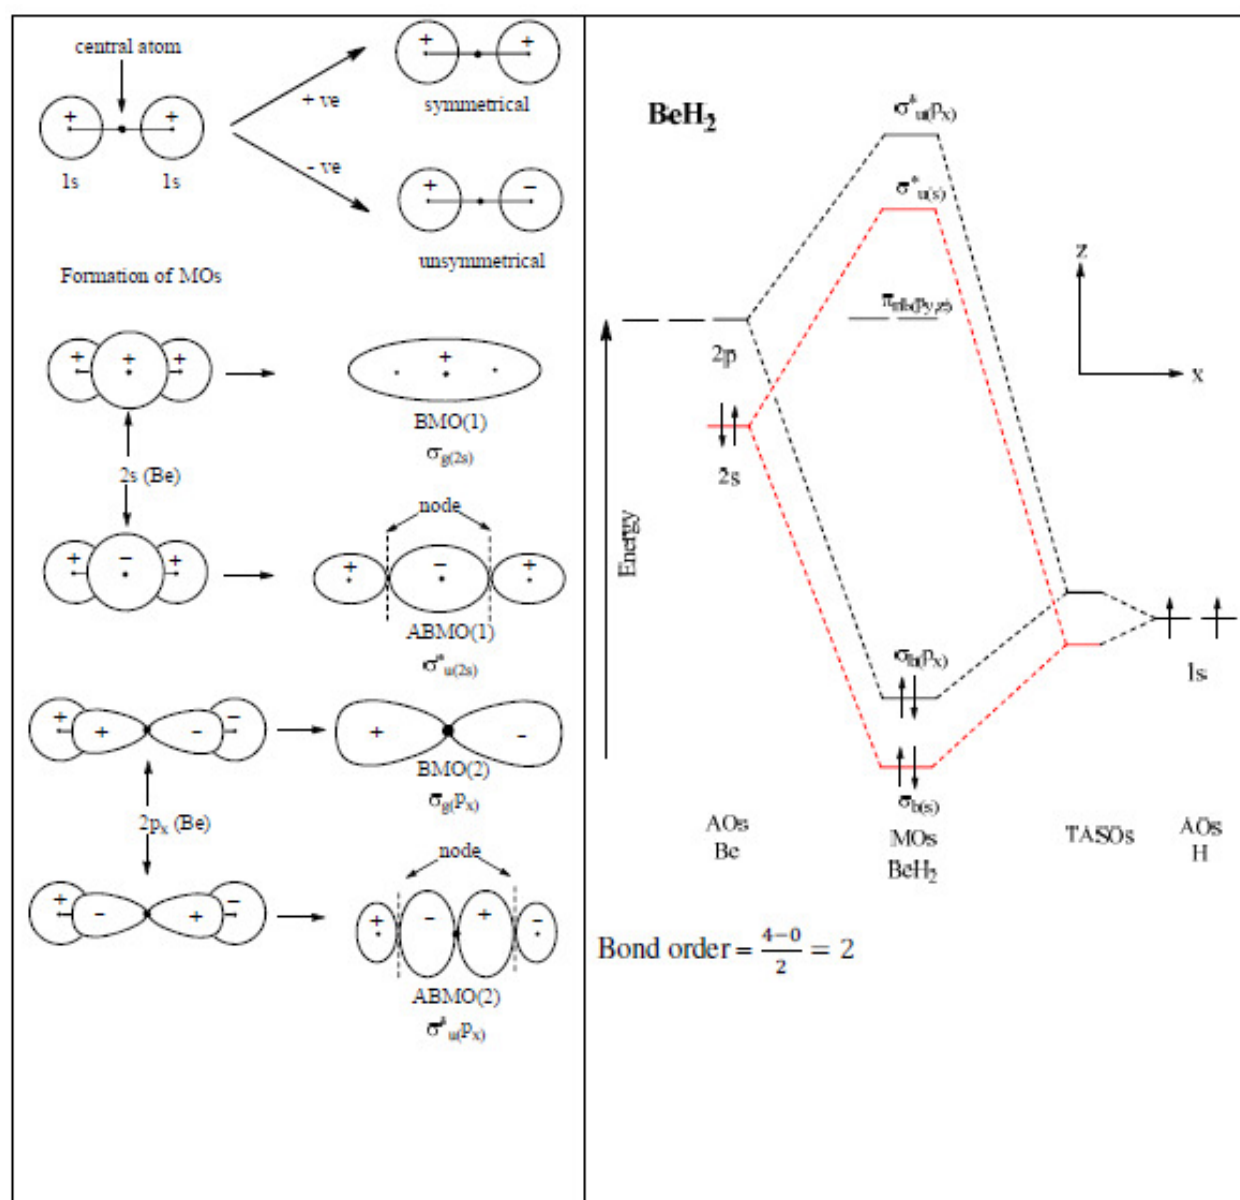 central atom
+ +
1s 1s
+ ve
- ve
+ +
symmetrical
+ -
unsymmetrical
Formation of MOs
+ + +
+
BMO(1)
σg(2s)
2s (Be)
node
+ - +
+ - +
ABMO(1)
σ*u(2s)
+ + - -
+ -
BMO(2)
σg(px)
2px (Be)
node
+ - + -
+ - + -
ABMO(2)
σ*u(px)
BeH2
σ*u(px)
σ*u(s)
πnb(py,z)
z
x
2p
2s
Energy
σb(px)
1s
σb(s)
AOs
Be
MOs
BeH2
TASOs
AOs
H
Bond order = 4−0/2 = 2